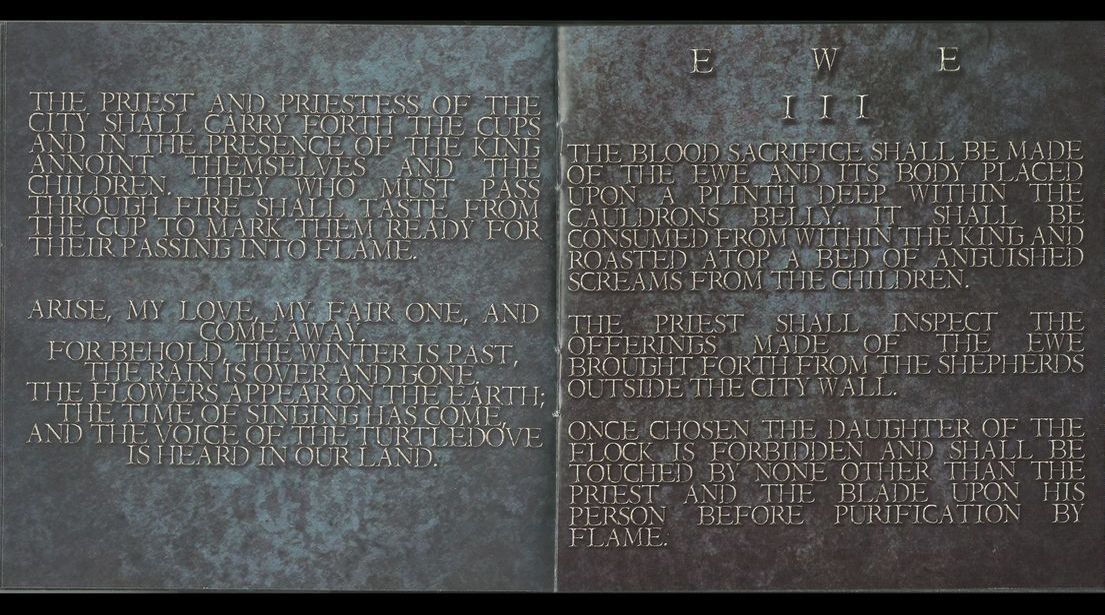 THE PRIEST AND PRIESTESS OF THE
CITY SHALL CARRY FORTH THE CUPS
AND IN THE PRESENCE OF THE KING
ANNOINT THEMSELVES AND THE
CHILDREN. THEY WHO MUST PASS
THROUGH FIRE SHALL TASTE FROM
THE CUP TO MARK THEM READY FOR
THEIR PASSING INTO FLAME.
ARISE, MY LOVE, MY FAIR ONE, AND
COME AWAY.
FOR BEHOLD, THE WINTER IS PAST,
THE RAIN IS OVER AND GONE.
THE FLOWERS APPEAR ON THE EARTH;
THE TIME OF SINGING HAS COME,
AND THE VOICE OF THE TURTLEDOVE
IS HEARD IN OUR LAND.
E W E
III
THE BLOOD SACRIFICE SHALL BE MADE
OF THE EWE AND ITS BODY PLACED
UPON A PLINTH DEEP WITHIN THE
CAULDRONS BELLY. IT SHALL BE
CONSUMED FROM WITHIN THE KING AND
ROASTED ATOP A BED OF ANGUISHED
SCREAMS FROM THE CHILDREN.
THE PRIEST SHALL INSPECT THE
OFFERINGS MADE OF THE EWE
BROUGHT FORTH FROM THE SHEPHERDS
OUTSIDE THE CITY WALL.
ONCE CHOSEN THE DAUGHTER OF THE
FLOCK IS FORBIDDEN AND SHALL BE
TOUCHED BY NONE OTHER THAN THE
PRIEST AND THE BLADE UPON HIS
PERSON BEFORE PURIFICATION BY
FLAME.